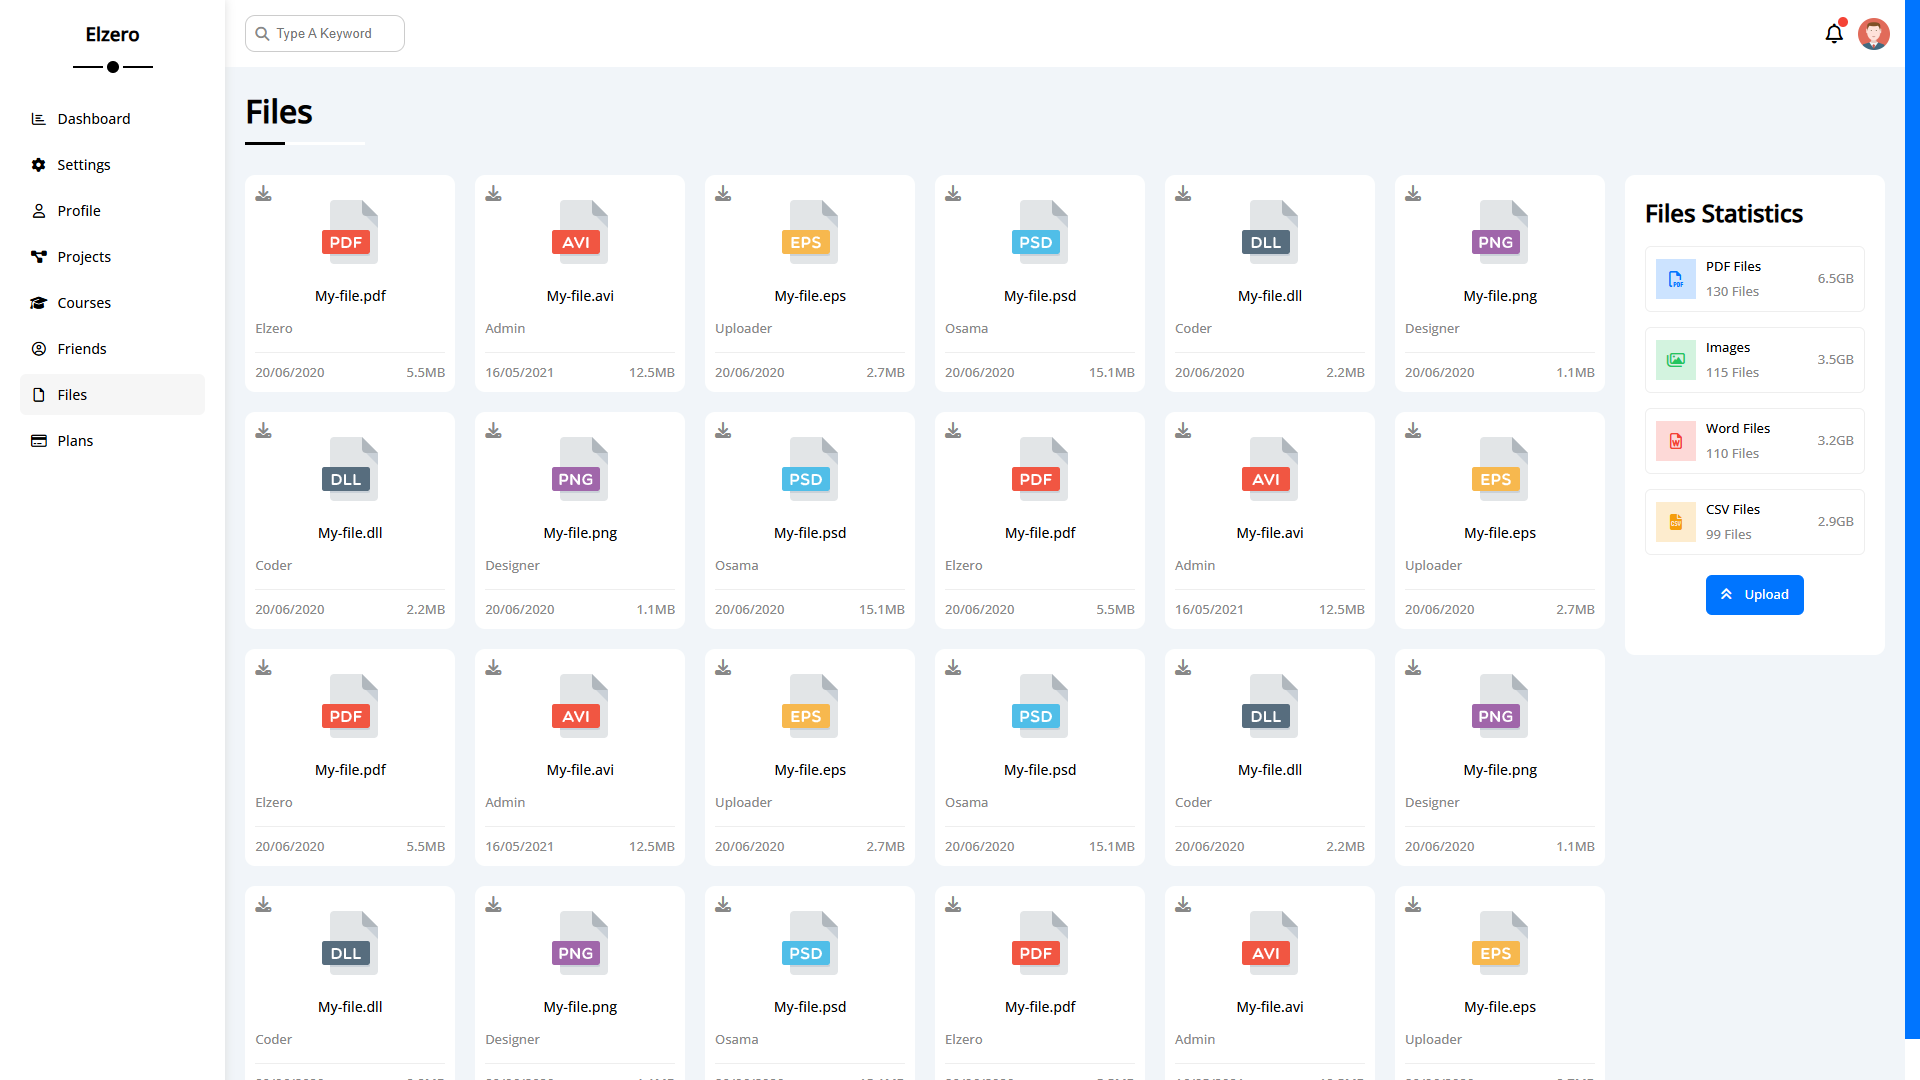 Elzero
Type A Keyword
Dashboard
Settings
Profile
Projects
Courses
Friends
Files
Plans
Files
PDF AVI EPS PSD DLL PNG
My-file.pdf My-file.avi My-file.eps My-file.psd My-file.dll My-file.png
Elzero Admin Uploader Osama Coder Designer
20/06/2020 5.5MB 16/05/2021 12.5MB 20/06/2020 2.7MB 20/06/2020 15.1MB 20/06/2020 2.2MB 20/06/2020 1.1MB
DLL PNG PSD PDF AVI EPS
My-file.dll My-file.png My-file.psd My-file.pdf My-file.avi My-file.eps
Coder Designer Osama Elzero Admin Uploader
20/06/2020 2.2MB 20/06/2020 1.1MB 20/06/2020 15.1MB 20/06/2020 5.5MB 16/05/2021 12.5MB 20/06/2020 2.7MB
PDF AVI EPS PSD DLL PNG
My-file.pdf My-file.avi My-file.eps My-file.psd My-file.dll My-file.png
Elzero Admin Uploader Osama Coder Designer
20/06/2020 5.5MB 16/05/2021 12.5MB 20/06/2020 2.7MB 20/06/2020 15.1MB 20/06/2020 2.2MB 20/06/2020 1.1MB
DLL PNG PSD PDF AVI EPS
My-file.dll My-file.png My-file.psd My-file.pdf My-file.avi My-file.eps
Coder Designer Osama Elzero Admin Uploader
Files Statistics
PDF
PDF Files
130 Files
6.5GB
Images
115 Files
3.5GB
W
Word Files
110 Files
3.2GB
CSV
CSV Files
99 Files
2.9GB
Upload